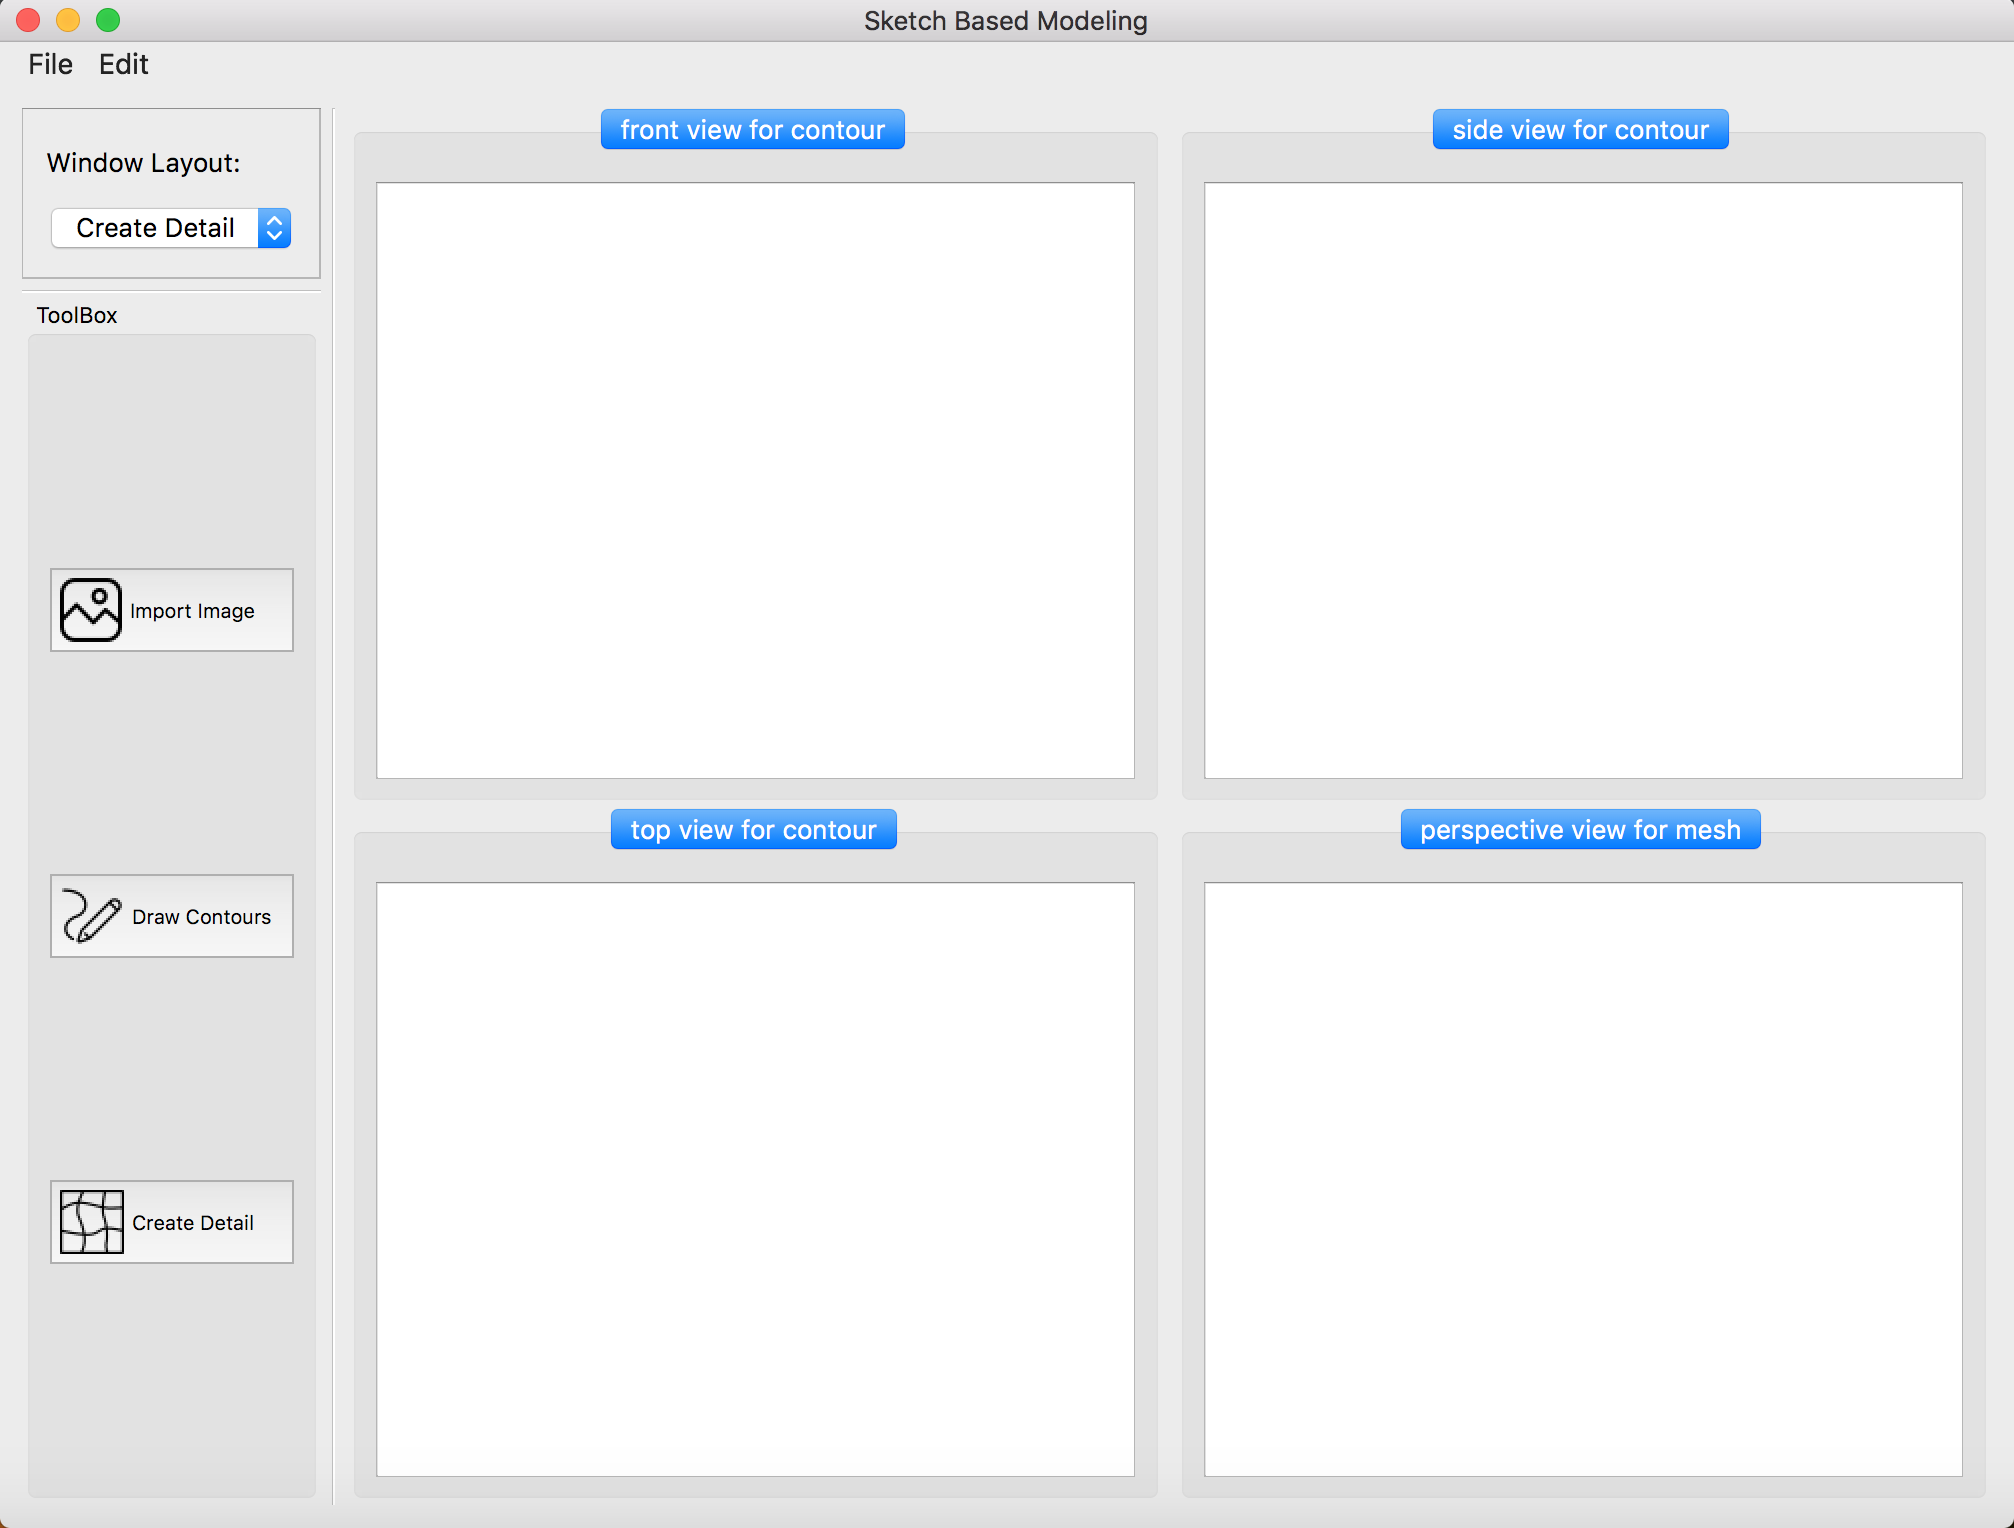 Sketch Based Modeling
File Edit
Window Layout:
Create Detail
ToolBox
Import Image
Draw Contours
Create Detail
front view for contour
side view for contour
top view for contour
perspective view for mesh